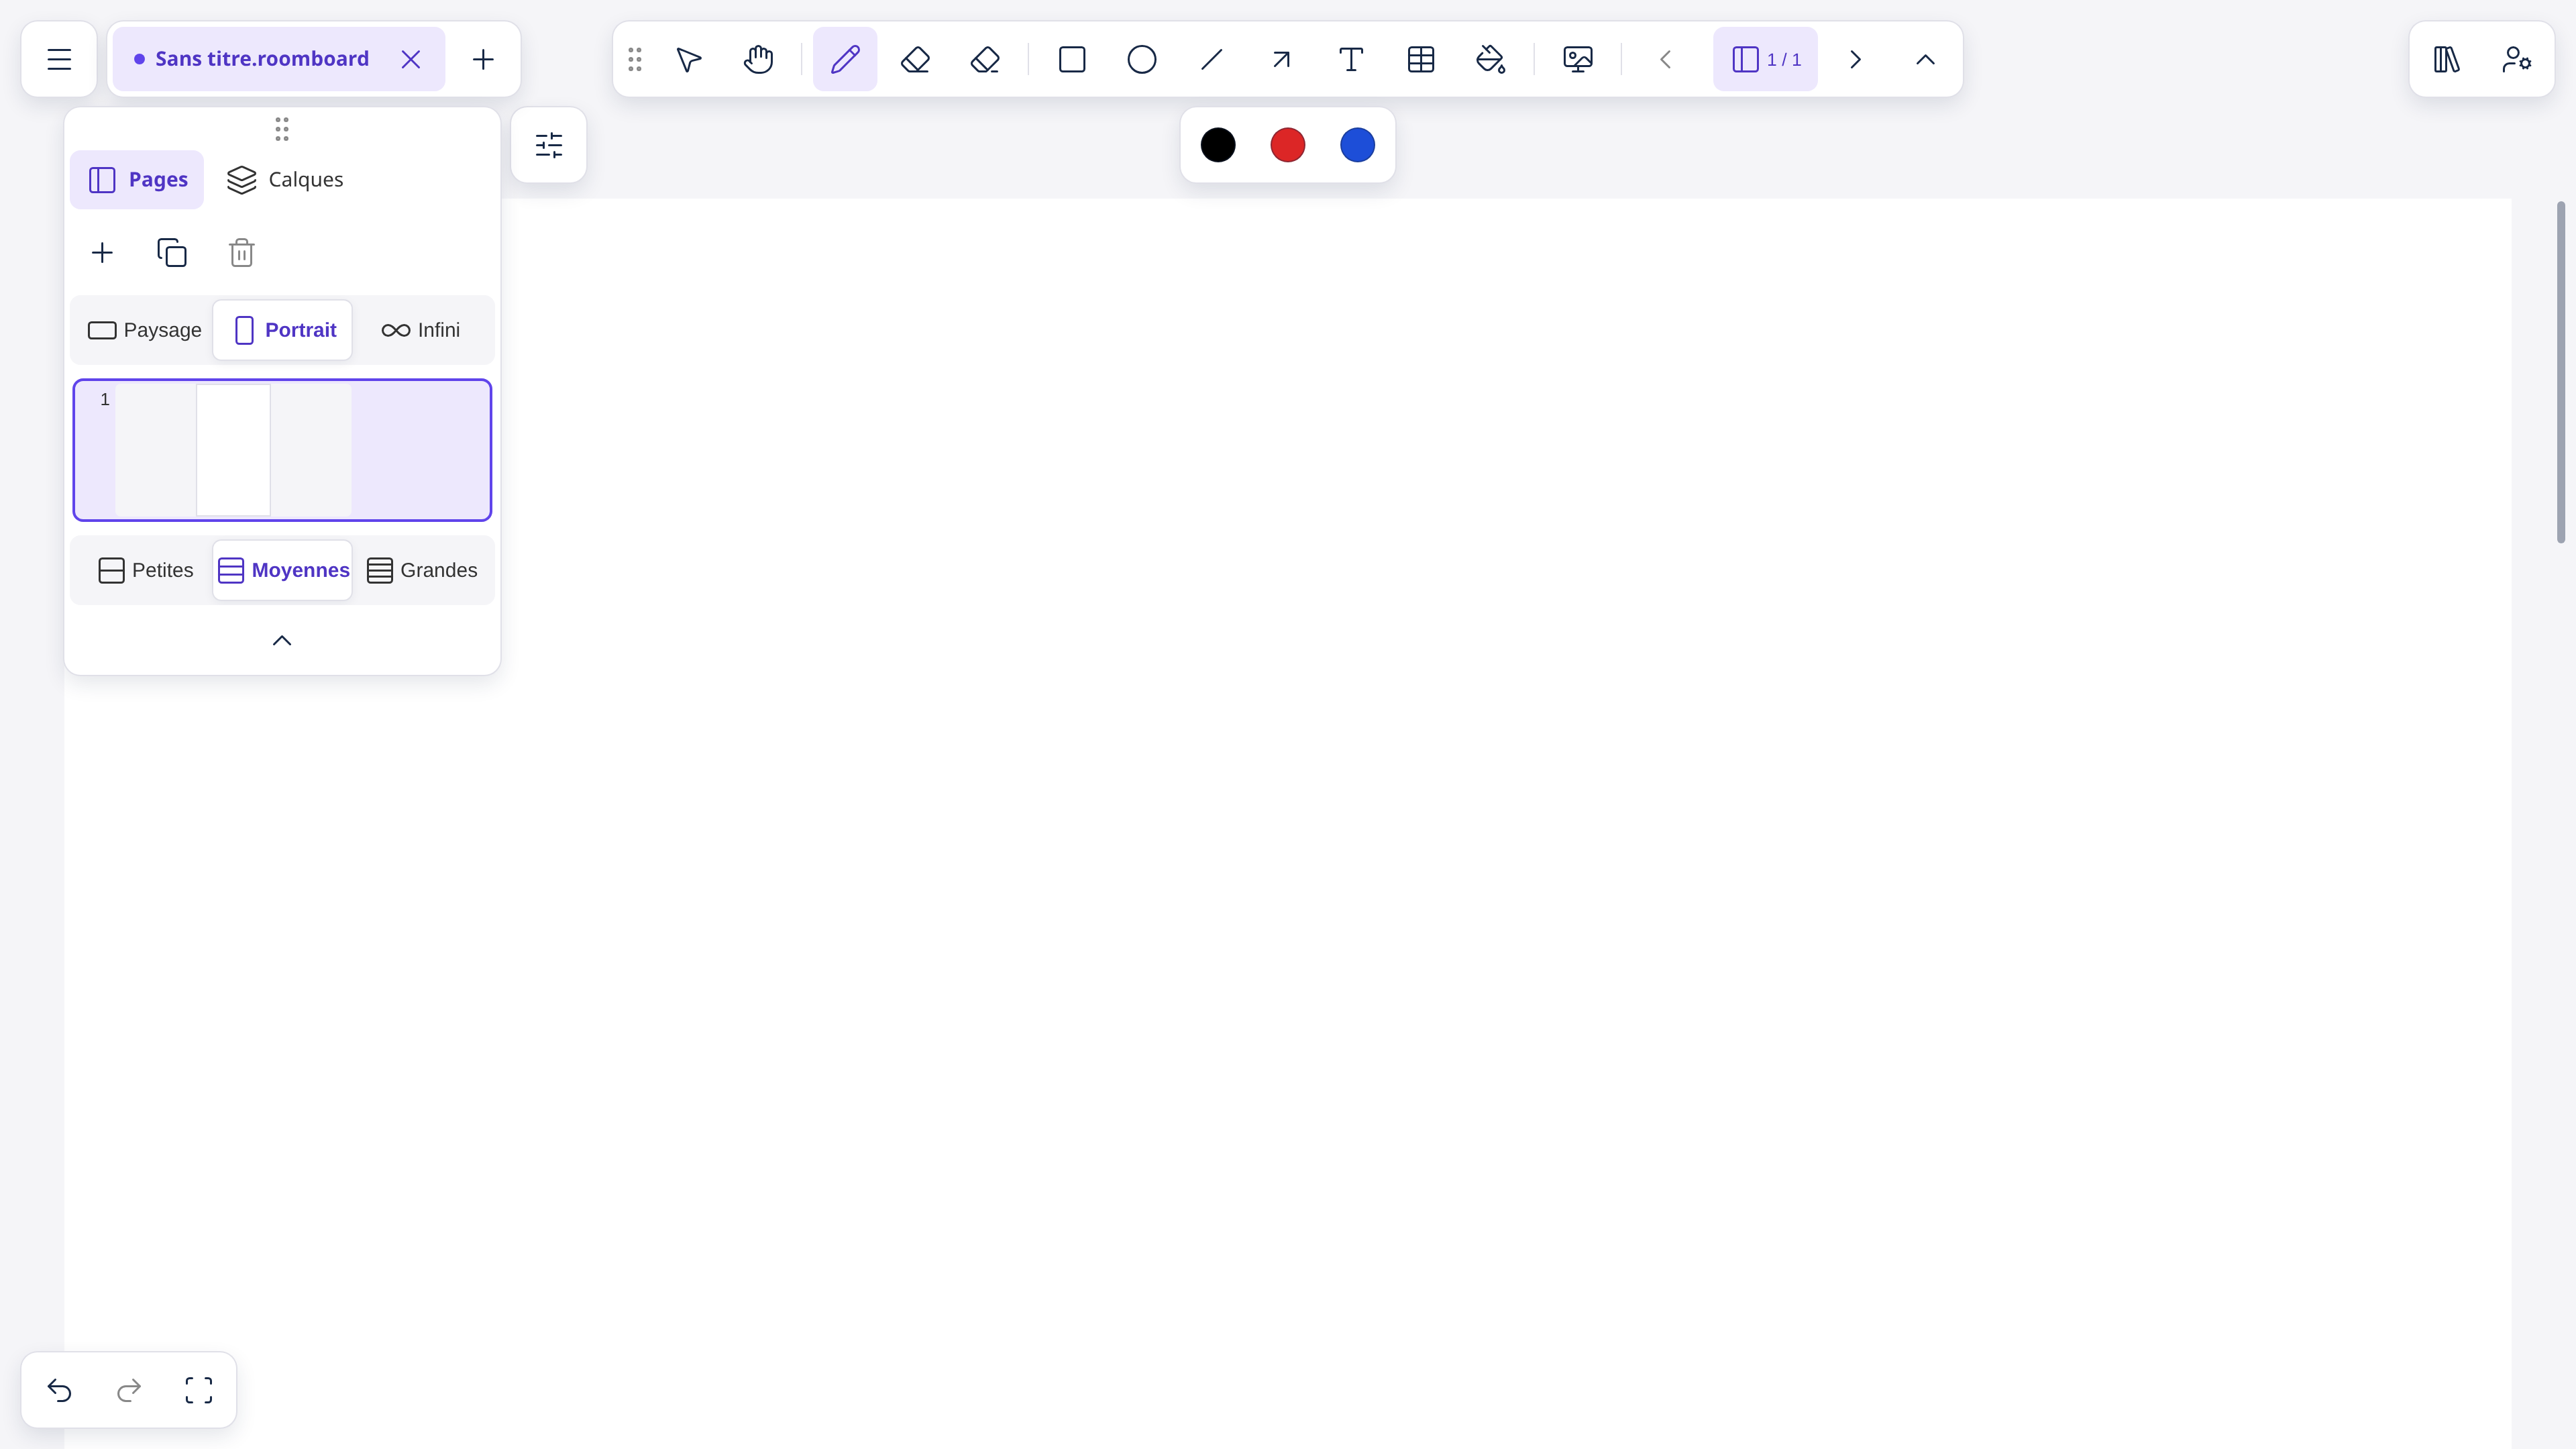 Sans titre.roomboard
1 / 1
Pages
Calques
Paysage
Portrait
Infini
1
Petites
Moyennes
Grandes